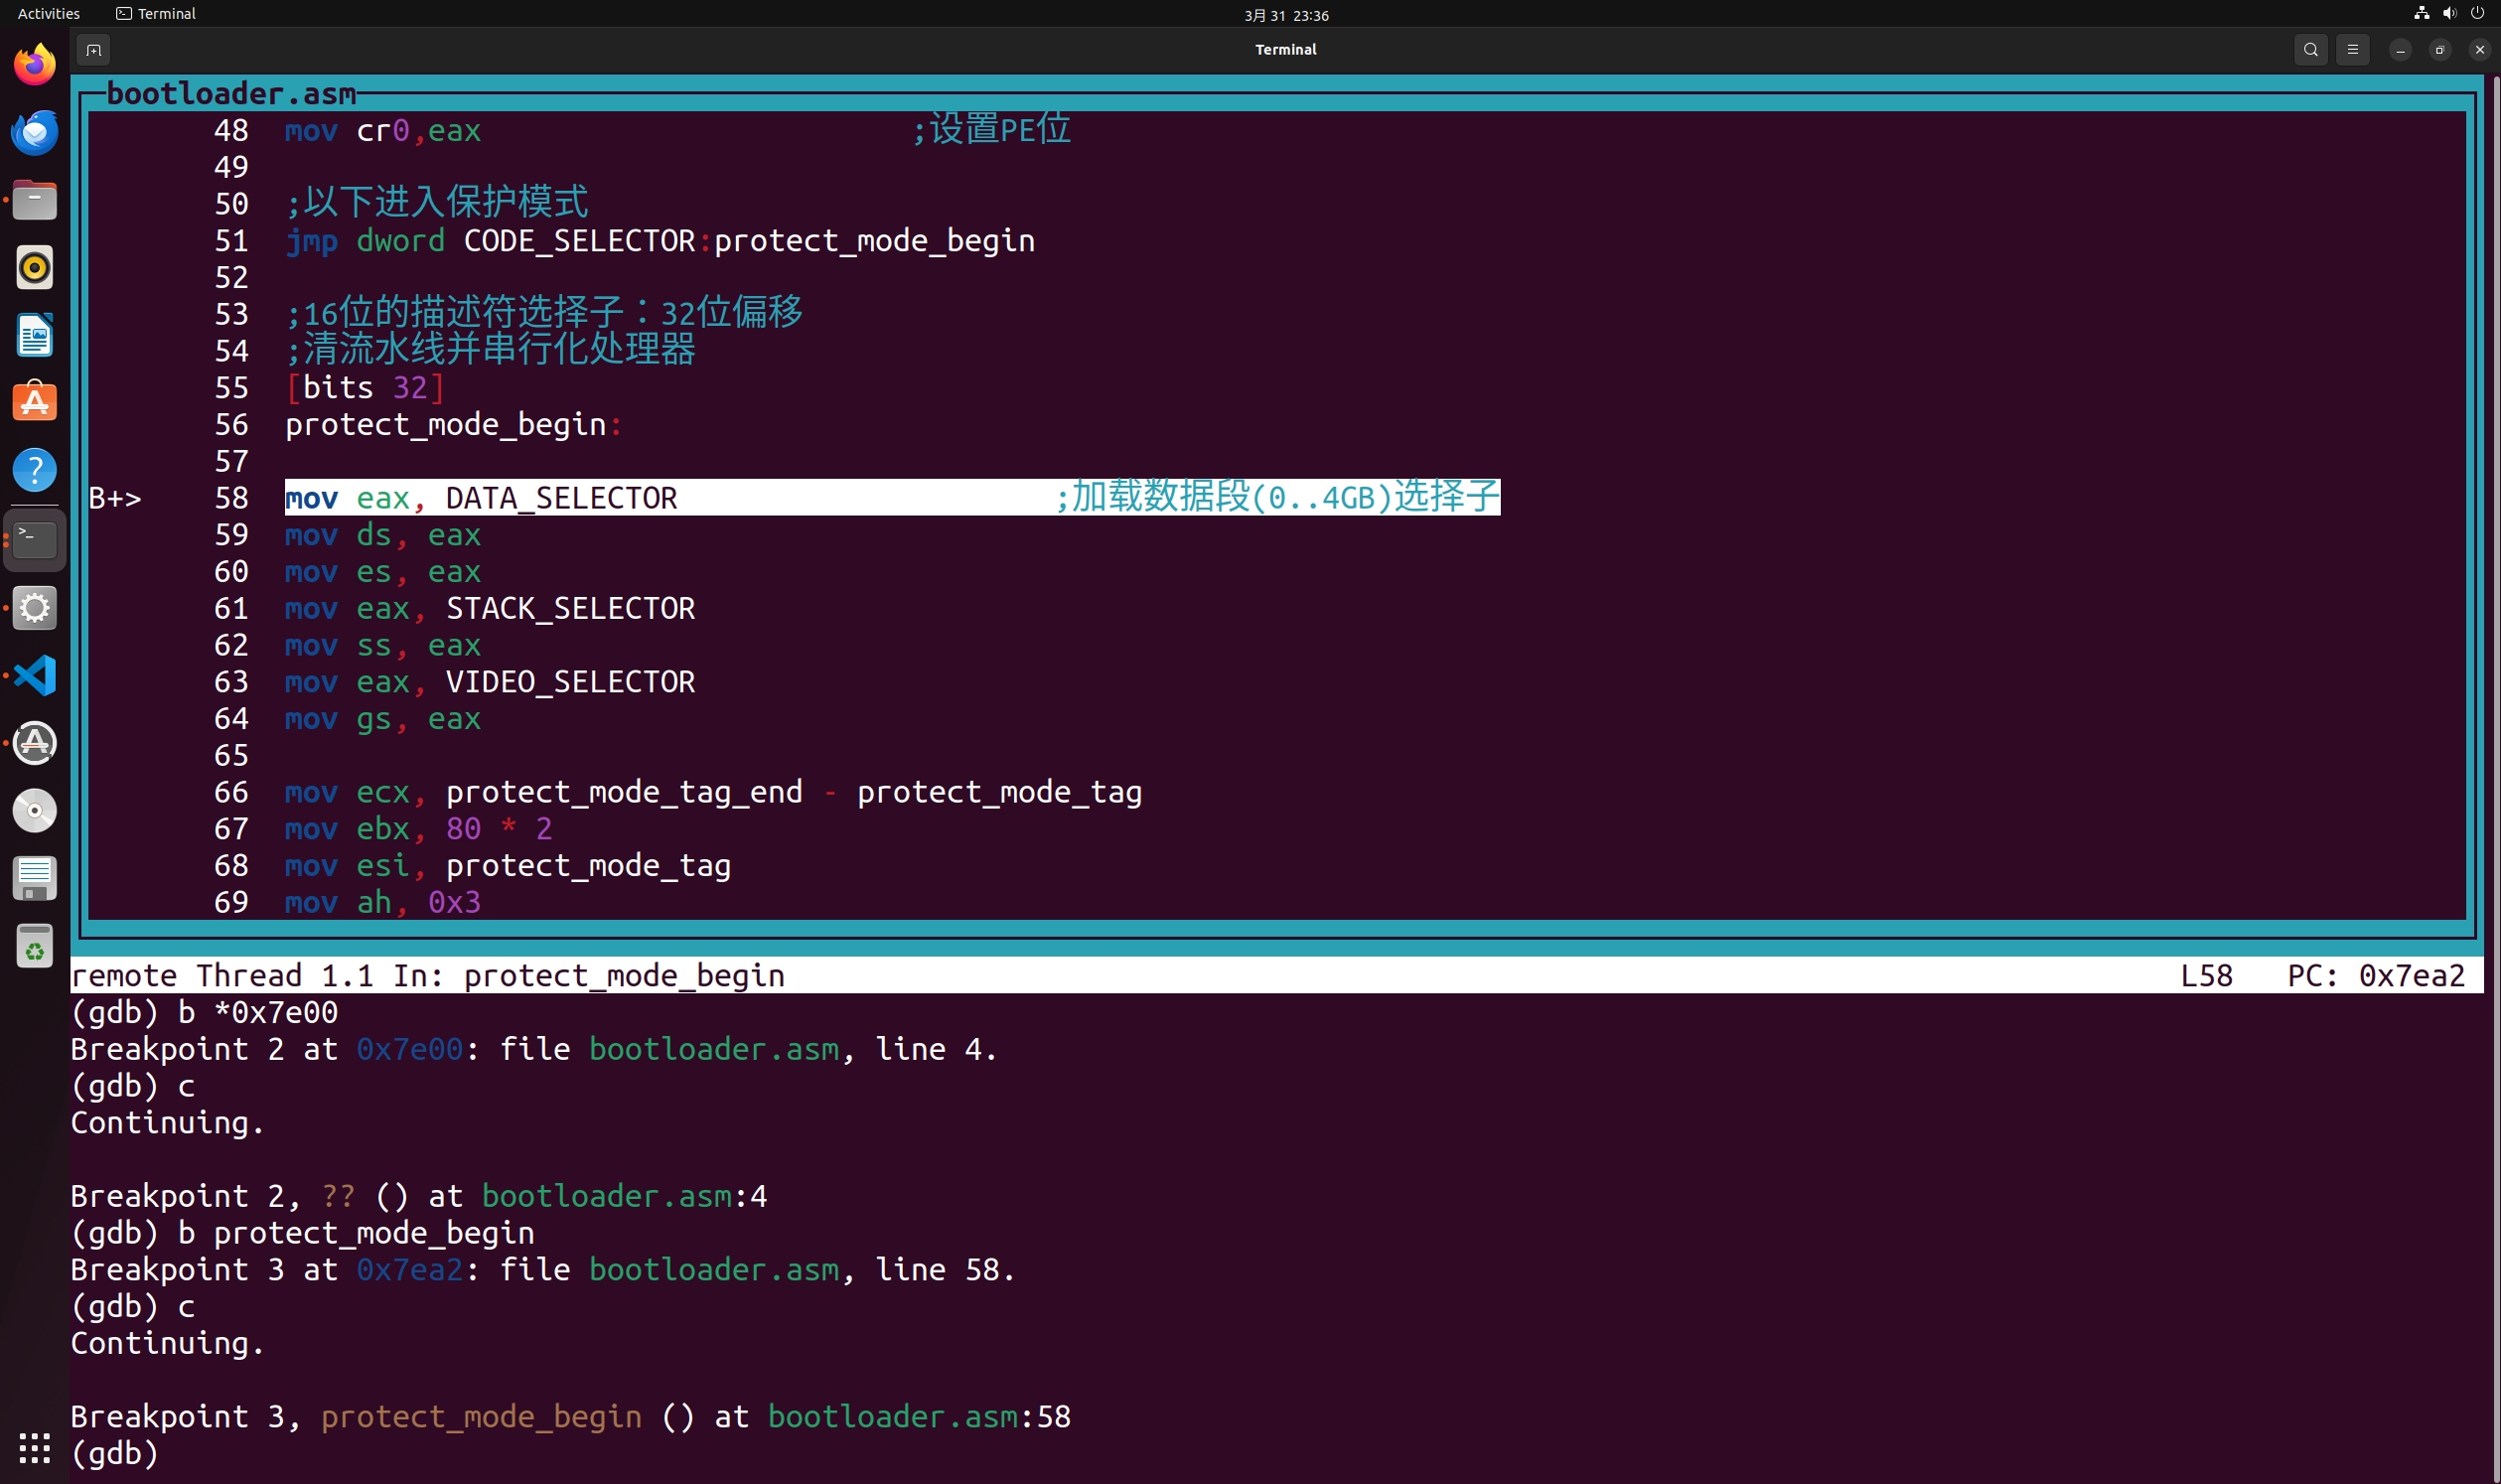 Activities Terminal 3月 31 23:36
Terminal
bootloader.asm
48 mov cr0,eax ;设置PE位
49
50 ;以下进入保护模式
51 jmp dword CODE_SELECTOR:protect_mode_begin
52
53 ;16位的描述符选择子：32位偏移
54 ;清流水线并串行化处理器
55 [bits 32]
56 protect_mode_begin:
57
B+> 58 mov eax, DATA_SELECTOR ;加载数据段(0..4GB)选择子
59 mov ds, eax
60 mov es, eax
61 mov eax, STACK_SELECTOR
62 mov ss, eax
63 mov eax, VIDEO_SELECTOR
64 mov gs, eax
65
66 mov ecx, protect_mode_tag_end - protect_mode_tag
67 mov ebx, 80 * 2
68 mov esi, protect_mode_tag
69 mov ah, 0x3
remote Thread 1.1 In: protect_mode_begin L58 PC: 0x7ea2
(gdb) b *0x7e00
Breakpoint 2 at 0x7e00: file bootloader.asm, line 4.
(gdb) c
Continuing.
Breakpoint 2, ?? () at bootloader.asm:4
(gdb) b protect_mode_begin
Breakpoint 3 at 0x7ea2: file bootloader.asm, line 58.
(gdb) c
Continuing.
Breakpoint 3, protect_mode_begin () at bootloader.asm:58
(gdb)